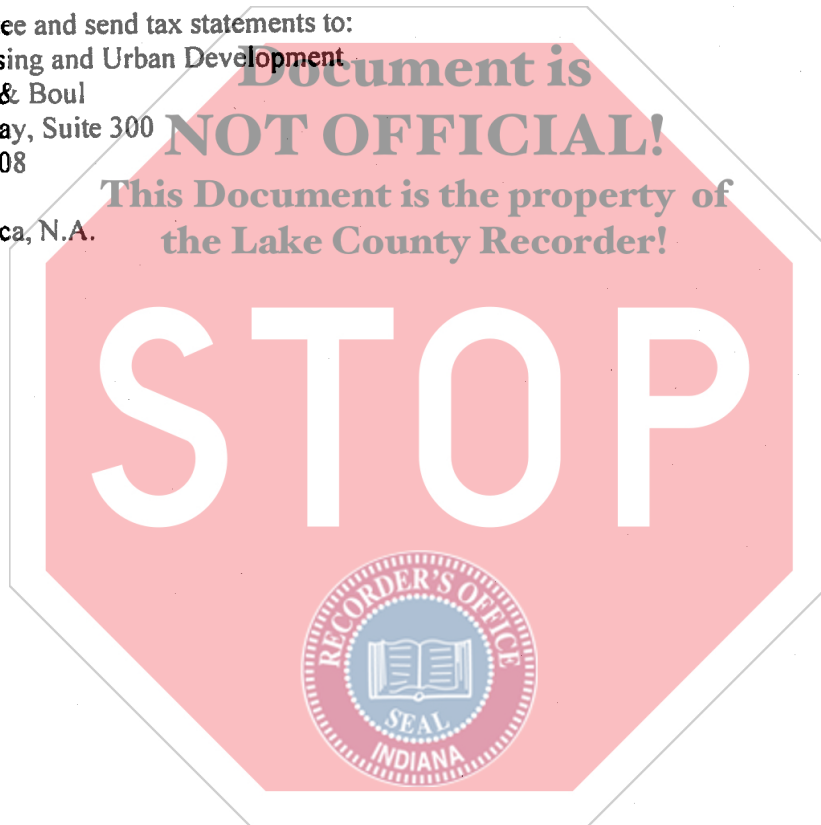 ee and send tax statements to:
sing and Urban Development
Document is
& Boul
ay, Suite 300
NOT OFFICIAL!
08
This Document is the property of
ca, N.A.
the Lake County Recorder!
STOP
RECORDER'S OFFICE
SEAL
INDIANA